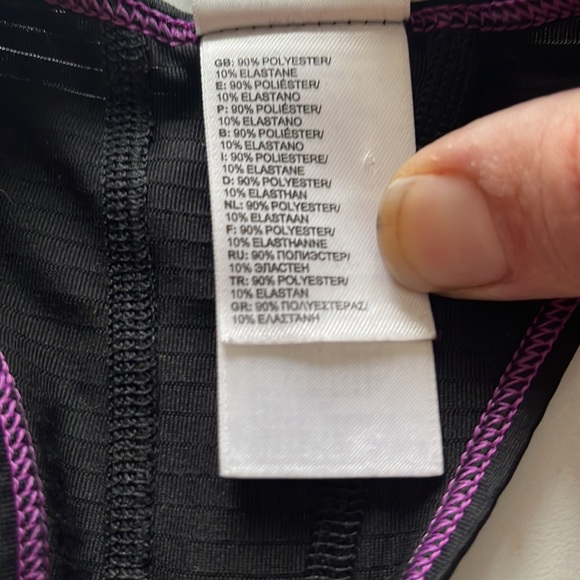 GB: 90% POLYESTER/
10% ELASTANE
E: 90% POLIÉSTER/
10% ELASTANO
P: 90% POLIÉSTER/
10% ELASTANO
B: 90% POLIÉSTER/
10% ELASTANO
I: 90% POLIESTERE/
10% ELASTANE
D: 90% POLYESTER/
10% ELASTHAN
NL: 90% POLYESTER/
10% ELASTAAN
F: 90% POLYESTER/
10% ELASTHANNE
RU: 90% ПОЛИЭСТЕР/
10% ЭЛАСТЕН
TR: 90% POLYESTER/
10% ELASTAN
GR: 90% ΠΟΛΥΕΣΤΕΡΑΣ/
10% ΕΛΑΣΤΑΝΗ